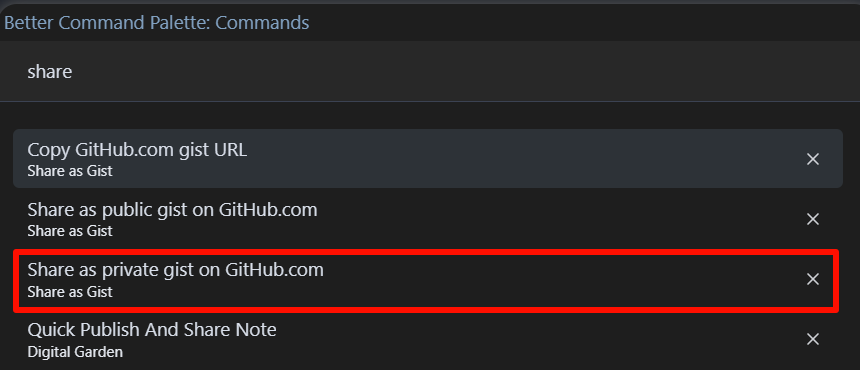 Better Command Palette: Commands
share
Copy GitHub.com gist URL
Share as Gist
Share as public gist on GitHub.com
Share as Gist
Share as private gist on GitHub.com
Share as Gist
Quick Publish And Share Note
Digital Garden